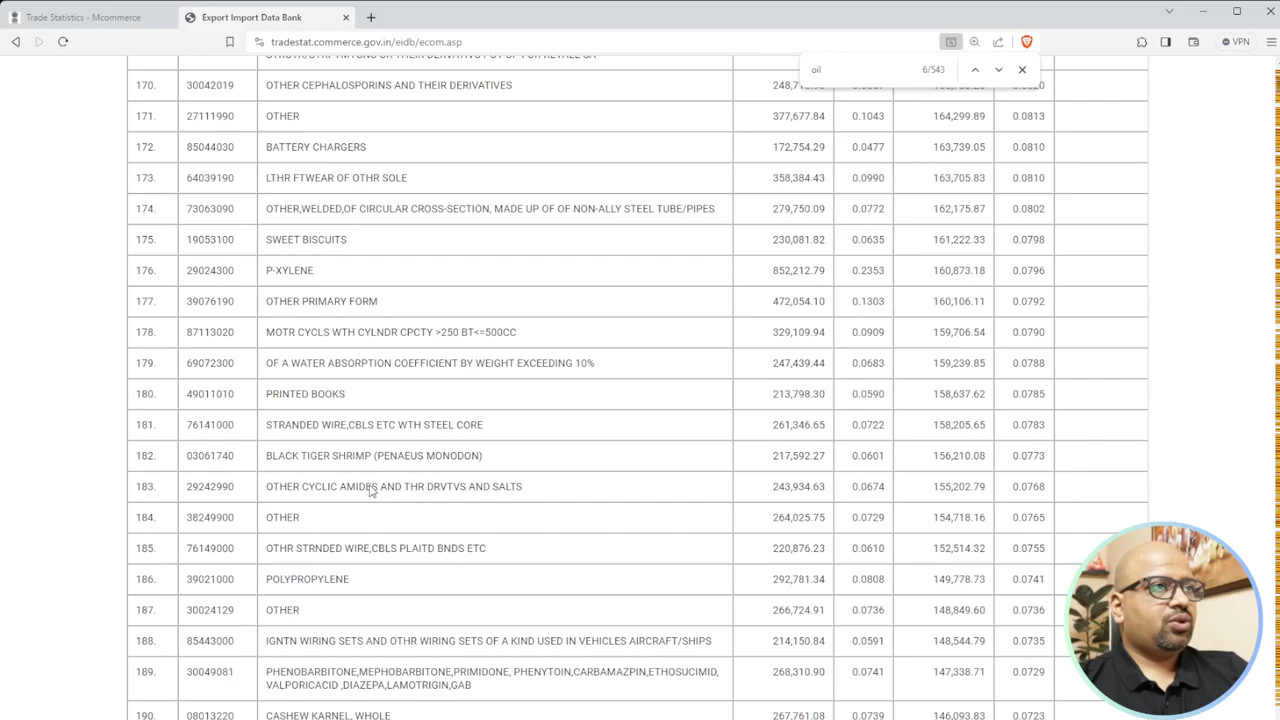 Trade Statistics - Mcommerce
Export Import Data Bank
tradestat.commerce.gov.in/eidb/ecom.asp
VPN
oil 6/543
170. 30042019 OTHER CEPHALOSPORINS AND THEIR DERIVATIVES
171. 27111990 OTHER 377,677.84 0.1043 164,299.89 0.0813
172. 85044030 BATTERY CHARGERS 172,754.29 0.0477 163,739.05 0.0810
173. 64039190 LTHR FTWEAR OF OTHR SOLE 358,384.43 0.0990 163,705.83 0.0810
174. 73063090 OTHER,WELDED,OF CIRCULAR CROSS-SECTION, MADE UP OF OF NON-ALLY STEEL TUBE/PIPES 279,750.09 0.0772 162,175.87 0.0802
175. 19053100 SWEET BISCUITS 230,081.82 0.0635 161,222.33 0.0798
176. 29024300 P-XYLENE 852,212.79 0.2353 160,873.18 0.0796
177. 39076190 OTHER PRIMARY FORM 472,054.10 0.1303 160,106.11 0.0792
178. 87113020 MOTR CYCLS WTH CYLNDR CPCTY >250 BT<=500CC 329,109.94 0.0909 159,706.54 0.0790
179. 69072300 OF A WATER ABSORPTION COEFFICIENT BY WEIGHT EXCEEDING 10% 247,439.44 0.0683 159,239.85 0.0788
180. 49011010 PRINTED BOOKS 213,798.30 0.0590 158,637.62 0.0785
181. 76141000 STRANDED WIRE,CBLS ETC WTH STEEL CORE 261,346.65 0.0722 158,205.65 0.0783
182. 03061740 BLACK TIGER SHRIMP (PENAEUS MONODON) 217,592.27 0.0601 156,210.08 0.0773
183. 29242990 OTHER CYCLIC AMIDES AND THR DRVTVS AND SALTS 243,934.63 0.0674 155,202.79 0.0768
184. 38249900 OTHER 264,025.75 0.0729 154,718.16 0.0765
185. 76149000 OTHR STRNDED WIRE,CBLS PLAITD BNDS ETC 220,876.23 0.0610 152,514.32 0.0755
186. 39021000 POLYPROPYLENE 292,781.34 0.0808 149,778.73 0.0741
187. 30024129 OTHER 266,724.91 0.0736 148,849.60 0.0736
188. 85443000 IGNTN WIRING SETS AND OTHR WIRING SETS OF A KIND USED IN VEHICLES AIRCRAFT/SHIPS 214,150.84 0.0591 148,544.79 0.0735
189. 30049081 PHENOBARBITONE,MEPHOBARBITONE,PRIMIDONE, PHENYTOIN,CARBAMAZPIN,ETHOSUCIMID, 268,310.90 0.0741 147,338.71 0.0729
VALPORICACID ,DIAZEPA,LAMOTRIGIN,GAB
190. 08013220 CASHEW KARNEL, WHOLE 267,761.08 0.0739 146,093.83 0.0723